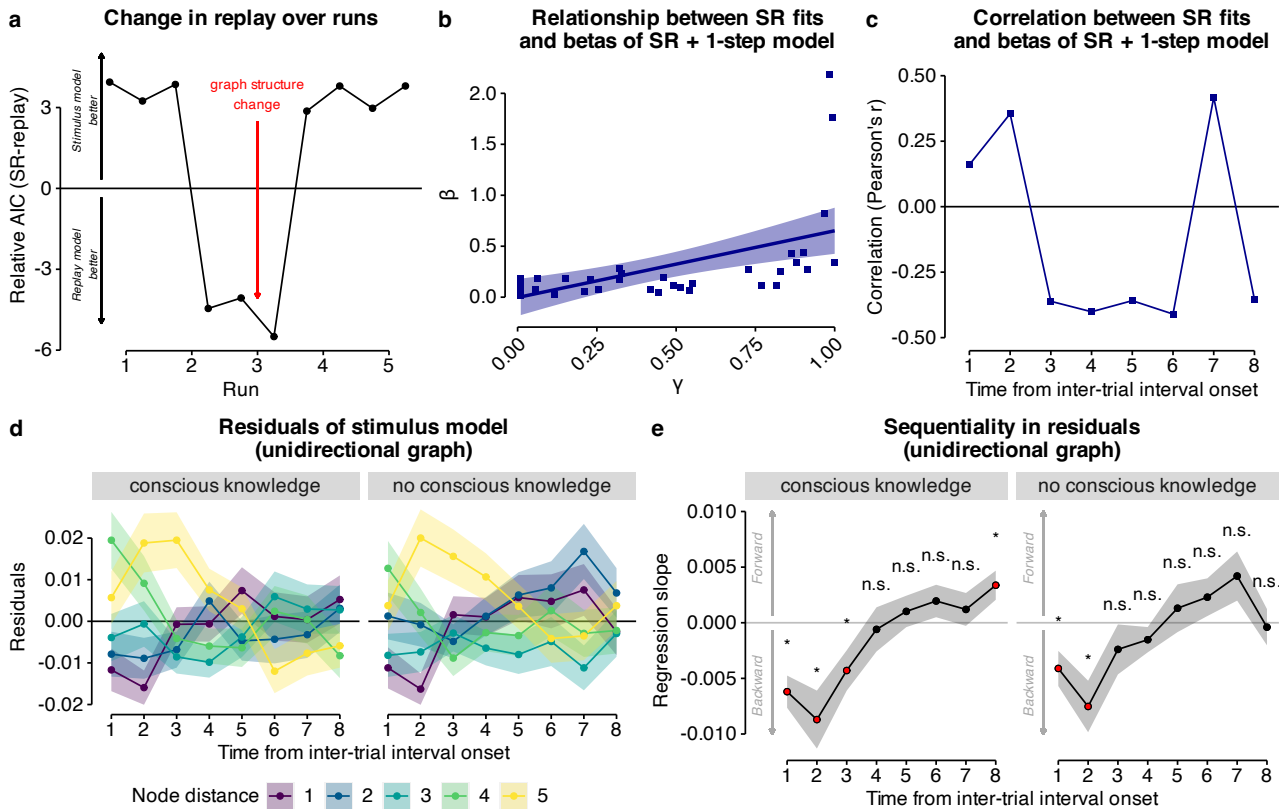 a
Change in replay over runs
Relative AIC (SR-replay)
Stimulus model
better
Replay model
better
3
0
-3
-6
graph structure
change
1 2 3 4 5
Run
b
Relationship between SR fits
and betas of SR + 1-step model
β
2.0
1.5
1.0
0.5
0.0
0.00 0.25 0.50 0.75 1.00
γ
c
Correlation between SR fits
and betas of SR + 1-step model
Correlation (Pearson's r)
0.50
0.25
0.00
-0.25
-0.50
1 2 3 4 5 6 7 8
Time from inter-trial interval onset
d
Residuals of stimulus model
(unidirectional graph)
conscious knowledge
no conscious knowledge
Residuals
0.02
0.01
0.00
-0.01
-0.02
1 2 3 4 5 6 7 8
1 2 3 4 5 6 7 8
Time from inter-trial interval onset
Node distance 1 2 3 4 5
e
Sequentiality in residuals
(unidirectional graph)
conscious knowledge
no conscious knowledge
Regression slope
0.010
0.005
0.000
-0.005
-0.010
Forward
Backward
* * * n.s. n.s. n.s. n.s. *
Forward
Backward
* * n.s. n.s. n.s. n.s. n.s. n.s.
1 2 3 4 5 6 7 8
1 2 3 4 5 6 7 8
Time from inter-trial interval onset